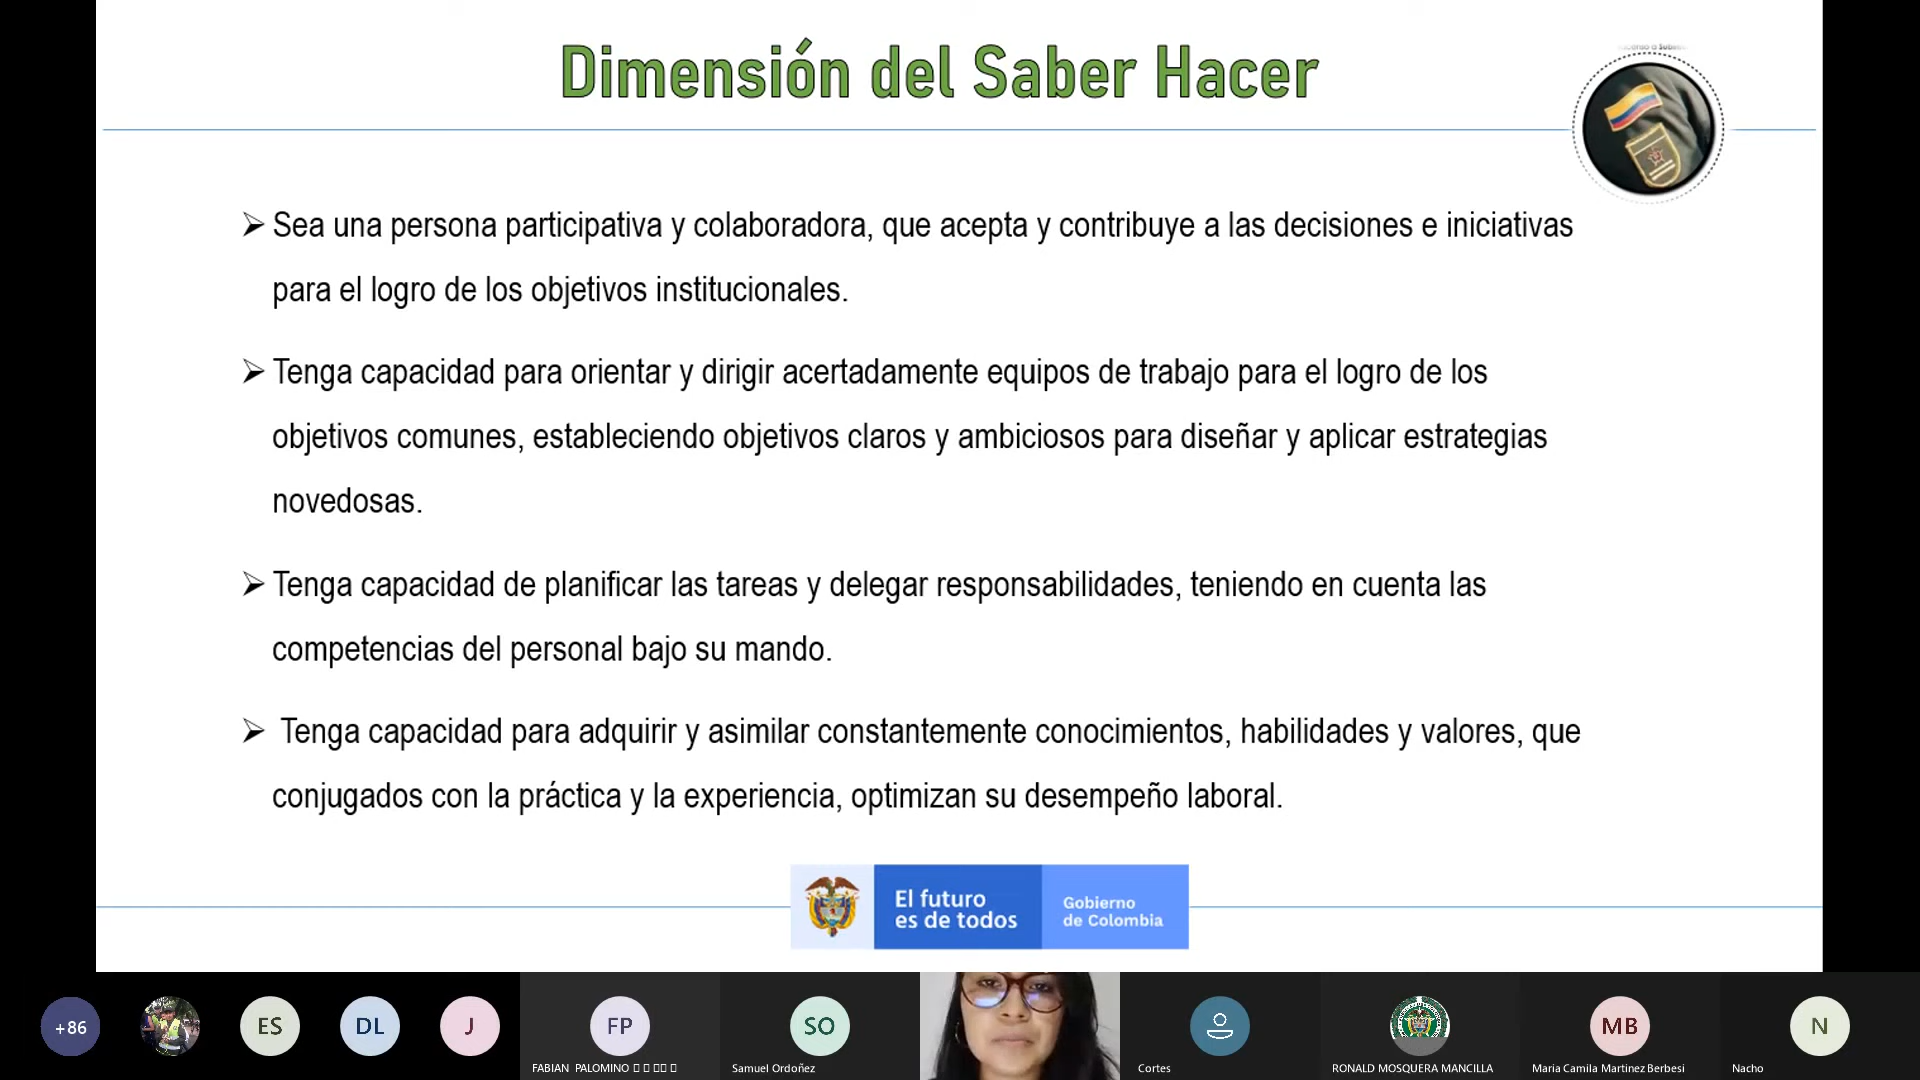 Dimensión del Saber Hacer
➢ Sea una persona participativa y colaboradora, que acepta y contribuye a las decisiones e iniciativas
para el logro de los objetivos institucionales.
➢ Tenga capacidad para orientar y dirigir acertadamente equipos de trabajo para el logro de los
objetivos comunes, estableciendo objetivos claros y ambiciosos para diseñar y aplicar estrategias
novedosas.
➢ Tenga capacidad de planificar las tareas y delegar responsabilidades, teniendo en cuenta las
competencias del personal bajo su mando.
➢ Tenga capacidad para adquirir y asimilar constantemente conocimientos, habilidades y valores, que
conjugados con la práctica y la experiencia, optimizan su desempeño laboral.
El futuro
es de todos
Gobierno
de Colombia
+86
ES
DL
J
FP
SO
MB
N
FABIAN PALOMINO
Samuel Ordoñez
Cortes
RONALD MOSQUERA MANCILLA
Maria Camila Martinez Berbesi
Nacho